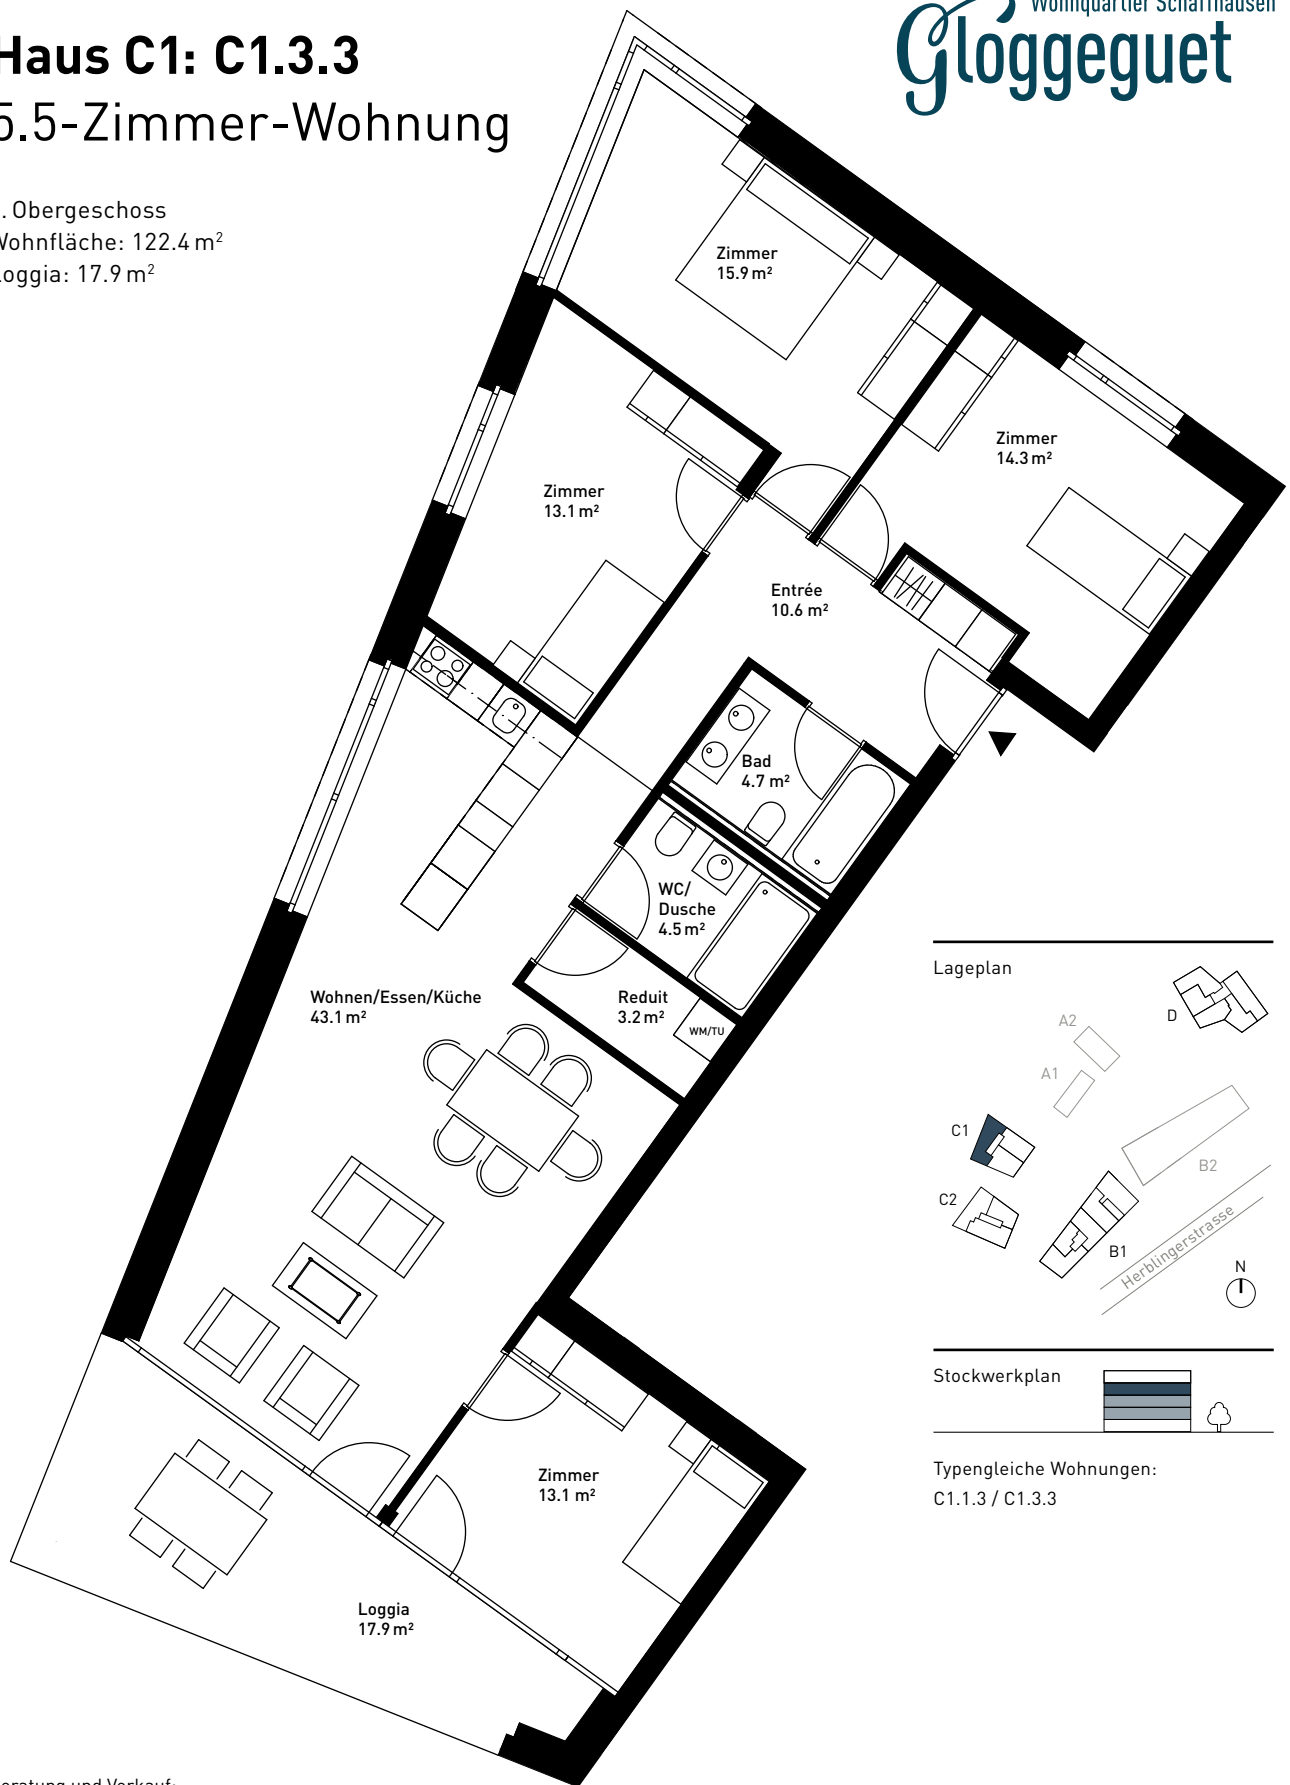 Haus C1: C1.3.3
5.5-Zimmer-Wohnung
. Obergeschoss
Wohnfläche: 122.4 m²
Loggia: 17.9 m²
Wohnquartier Schaffhausen
Gloggeguet
Zimmer
15.9 m²
Zimmer
14.3 m²
Zimmer
13.1 m²
Entrée
10.6 m²
Bad
4.7 m²
WC/
Dusche
4.5 m²
Wohnen/Essen/Küche
43.1 m²
Reduit
3.2 m²
WM/TU
Zimmer
13.1 m²
Loggia
17.9 m²
Lageplan
D
A2
A1
C1
B2
C2
B1
Herblingerstrasse
N
Stockwerkplan
Typengleiche Wohnungen:
C1.1.3 / C1.3.3
eratung und Verkauf: